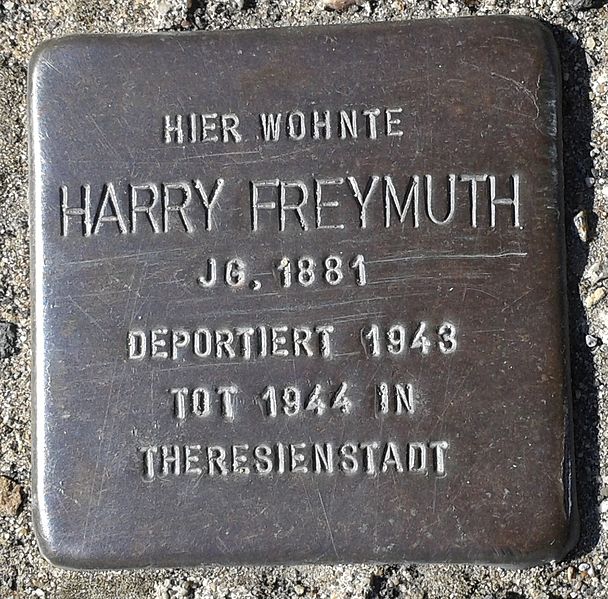 HIER WOHNTE
HARRY FREYMUTH
JG. 1881
DEPORTIERT 1943
TOT 1944 IN
THERESIENSTADT